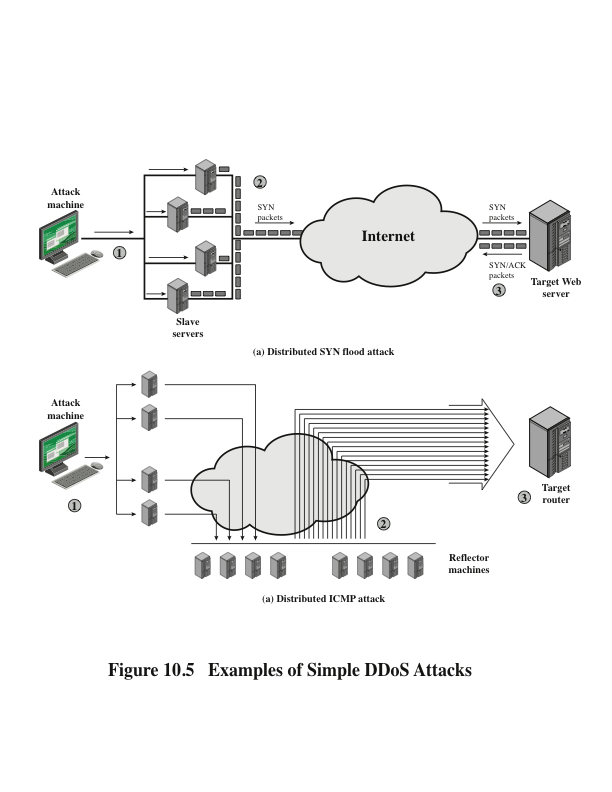 Attack
machine
1
2
SYN
packets
Internet
SYN
packets
SYN/ACK
packets
3
Target Web
server
Slave
servers
(a) Distributed SYN flood attack
Attack
machine
1
2
3
Target
router
Reflector
machines
(a) Distributed ICMP attack
Figure 10.5 Examples of Simple DDoS Attacks